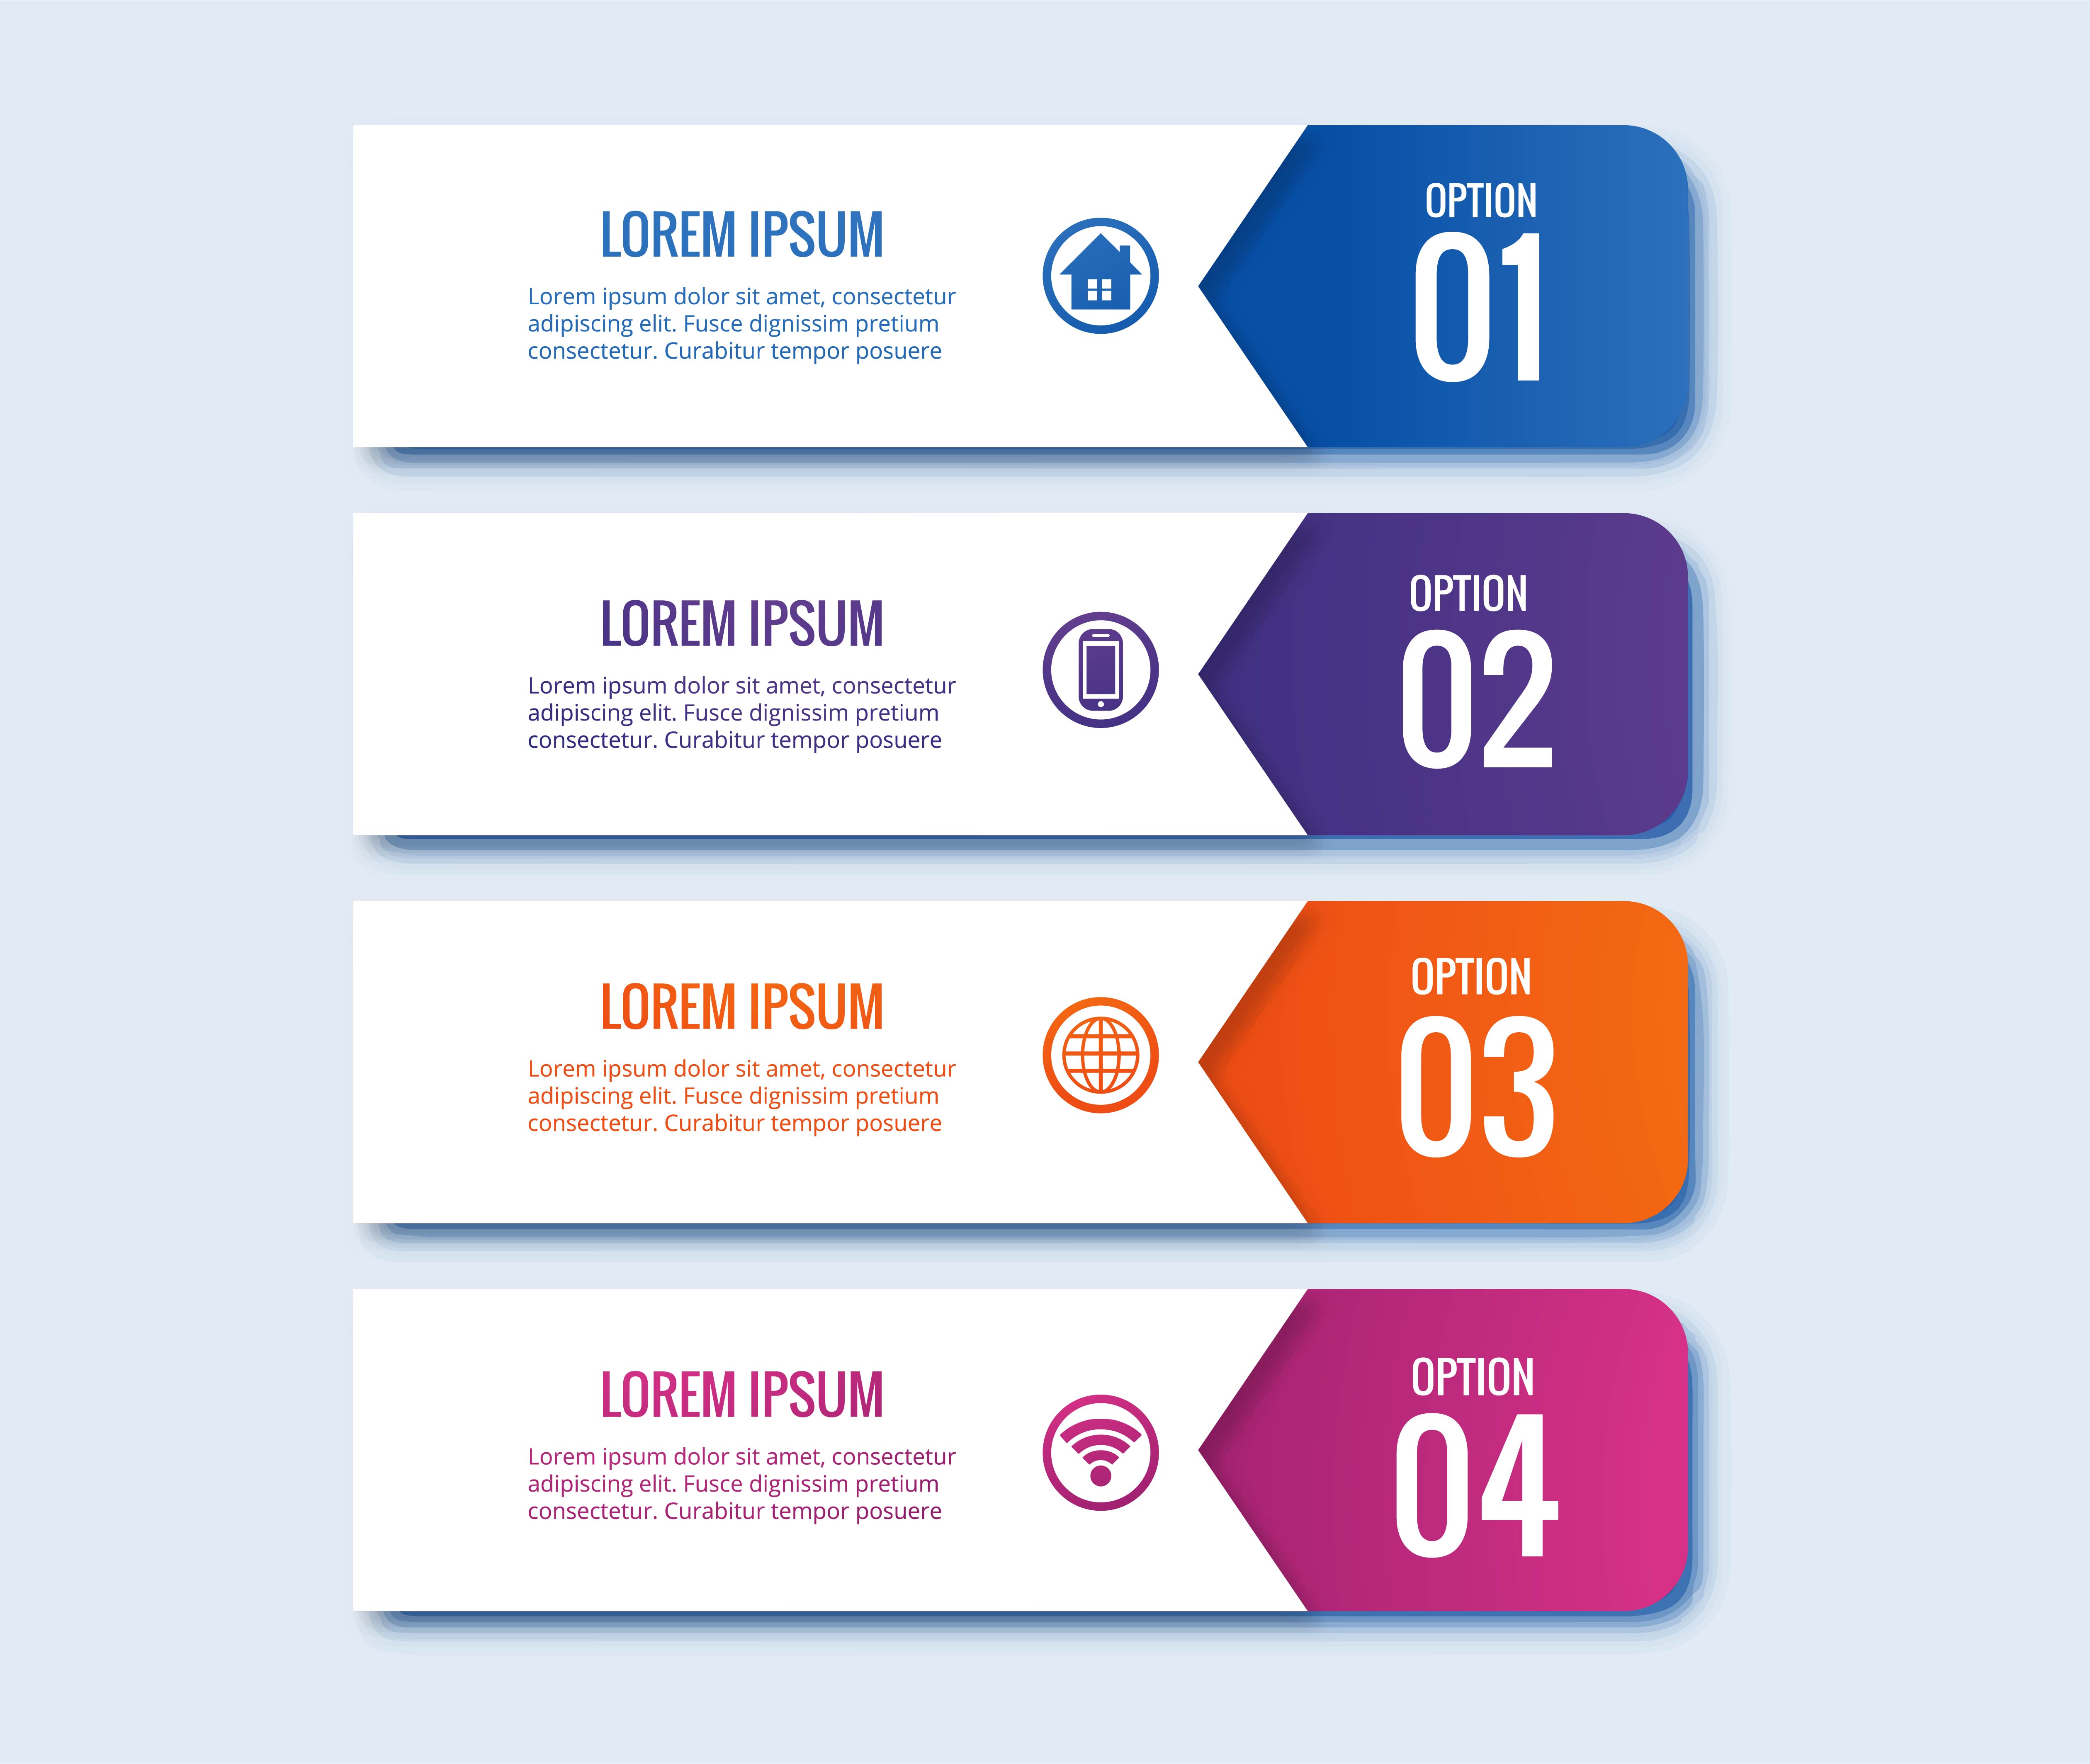 LOREM IPSUM
Lorem ipsum dolor sit amet, consectetur
adipiscing elit. Fusce dignissim pretium
consectetur. Curabitur tempor posuere
OPTION
01
LOREM IPSUM
Lorem ipsum dolor sit amet, consectetur
adipiscing elit. Fusce dignissim pretium
consectetur. Curabitur tempor posuere
OPTION
02
LOREM IPSUM
Lorem ipsum dolor sit amet, consectetur
adipiscing elit. Fusce dignissim pretium
consectetur. Curabitur tempor posuere
OPTION
03
LOREM IPSUM
Lorem ipsum dolor sit amet, consectetur
adipiscing elit. Fusce dignissim pretium
consectetur. Curabitur tempor posuere
OPTION
04